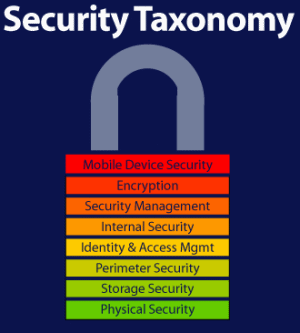 Security Taxonomy
Mobile Device Security
Encryption
Security Management
Internal Security
Identity & Access Mgmt
Perimeter Security
Storage Security
Physical Security